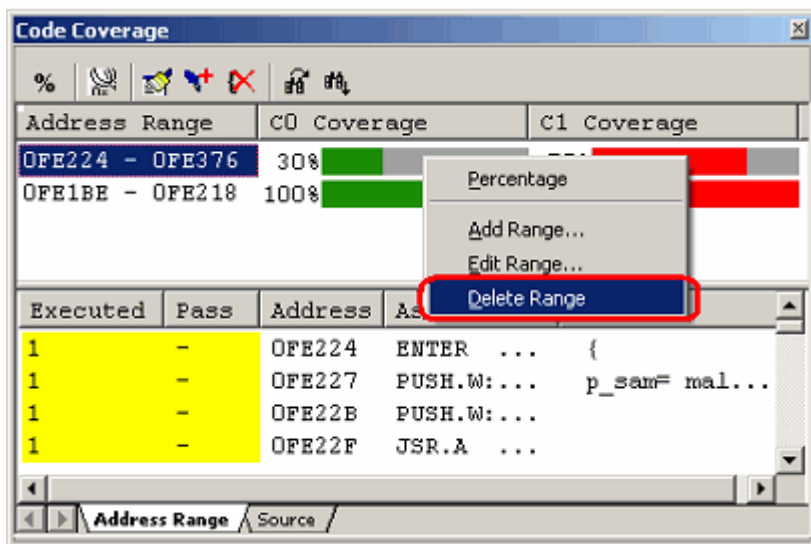 Code Coverage
%
Address Range C0 Coverage C1 Coverage
0FE224 - 0FE376 30%
0FE1BE - 0FE218 100%
Percentage
Add Range...
Edit Range...
Delete Range
Executed Pass Address As
1 - 0FE224 ENTER ... {
1 - 0FE227 PUSH.W:... p_sam= mal...
1 - 0FE22B PUSH.W:...
1 - 0FE22F JSR.A ...
Address Range Source